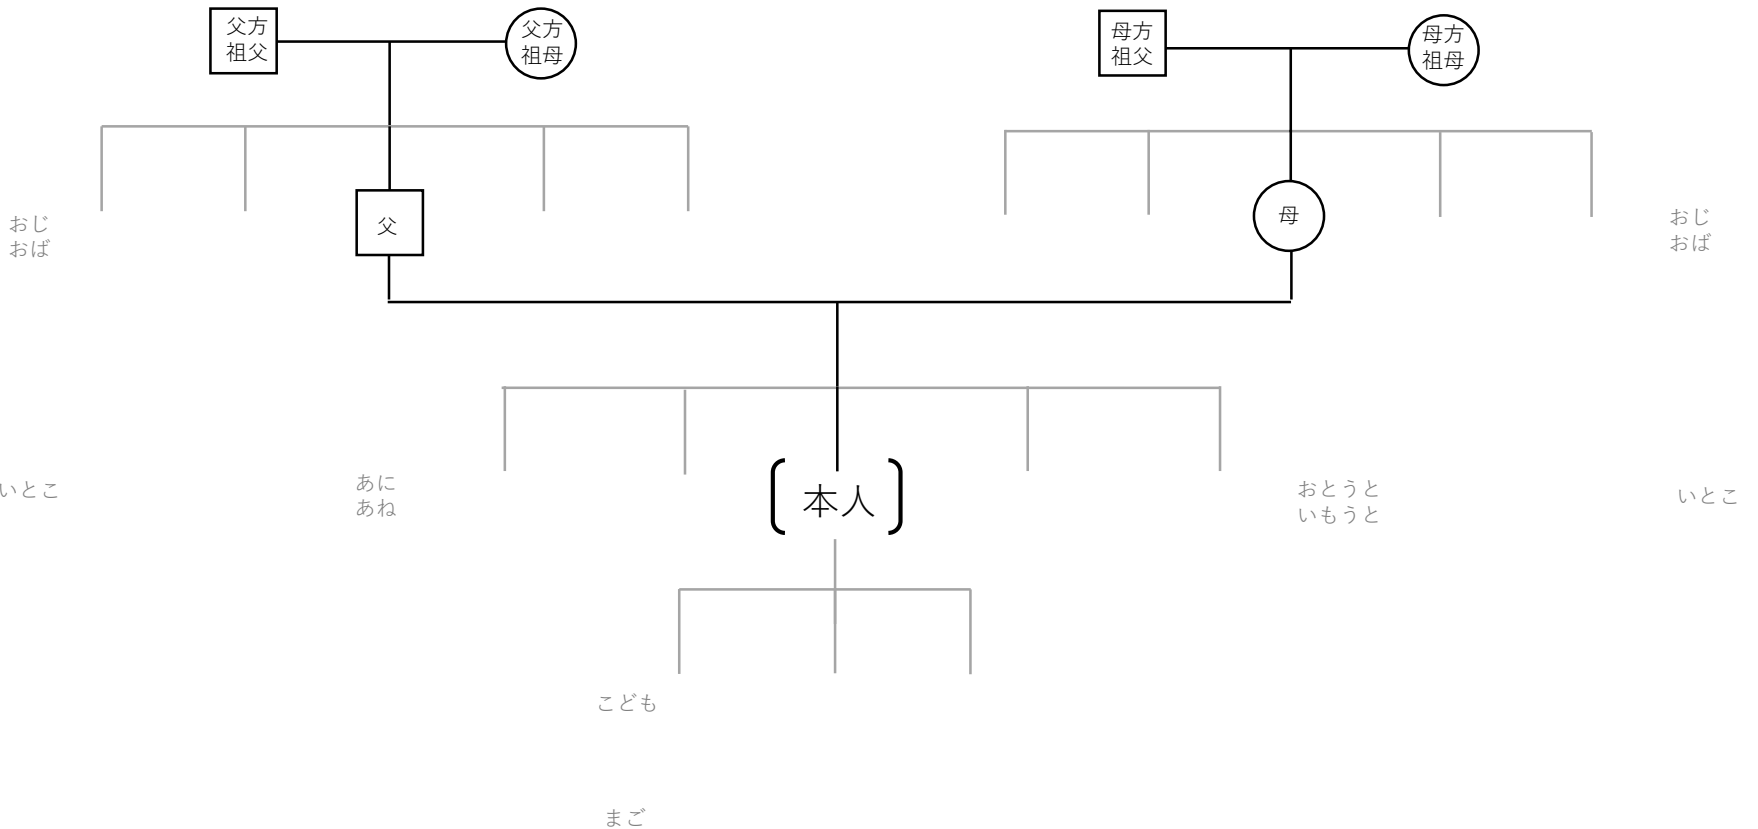 父方
祖父
父方
祖母
母方
祖父
母方
祖母
おじ
おば
父
母
おじ
おば
いとこ
あに
あね
本人
おとうと
いもうと
いとこ
こども
まご